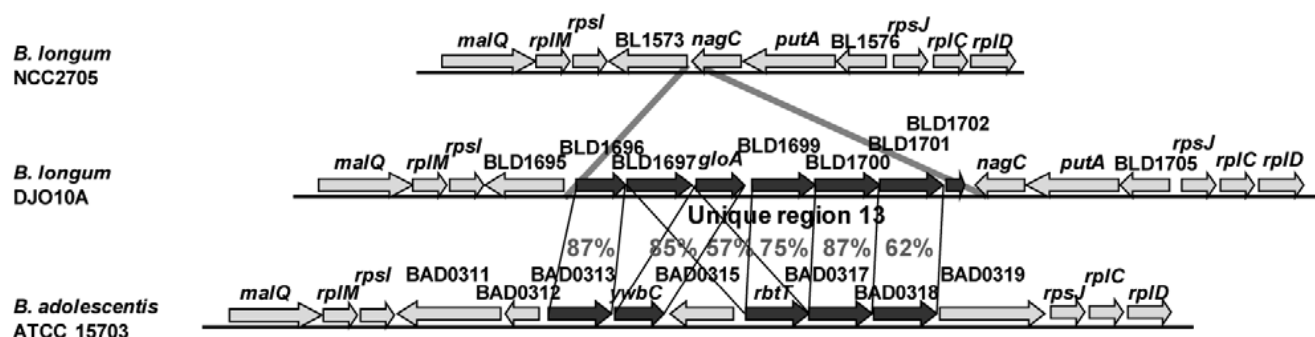 rpsI
rpsJ
B. longum
malQ
rplM
BL1573
nagC
putA
BL1576
rplC
rplD
NCC2705
BLD1702
BLD1696
BLD1699
BLD1701
rpsI
rpsJ
B. longum
malQ
rplM
BLD1695
BLD1697
gloA
BLD1700
nagC
putA
BLD1705
rplC
rplD
DJO10A
Unique region 13
87%
85%
57%
75%
87%
62%
rpsI
BAD0311
BAD0313
BAD0315
BAD0317
BAD0319
rplC
B. adolescentis
malQ
rplM
BAD0312
ywbC
rbtT
BAD0318
rpsJ
rplD
ATCC 15703